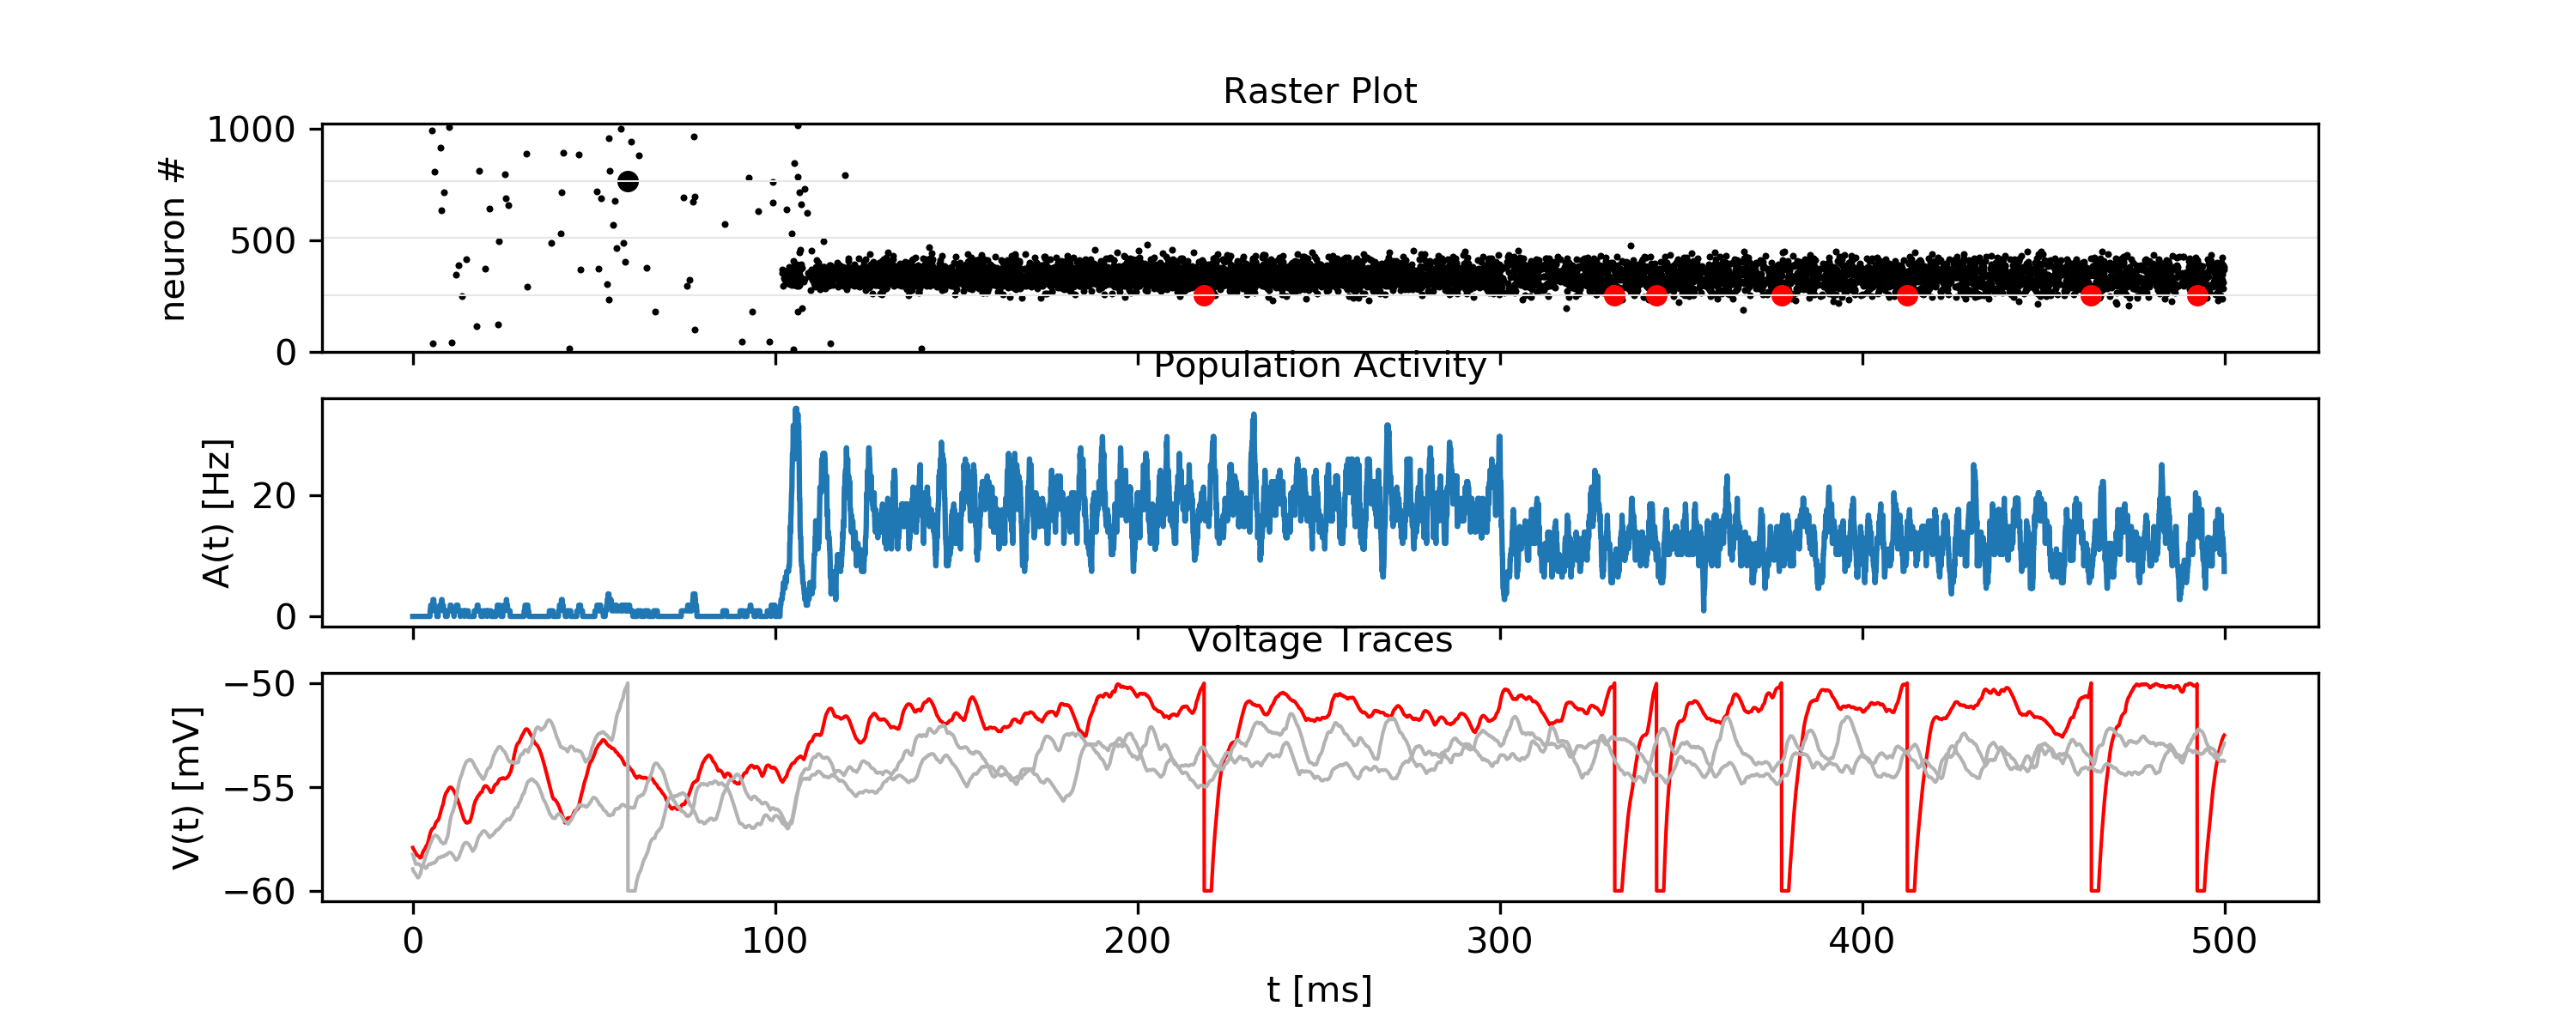 Raster Plot
1000
500
0
neuron #
Population Activity
20
0
A(t) [Hz]
Voltage Traces
−50
−55
−60
V(t) [mV]
0 100 200 300 400 500
t [ms]